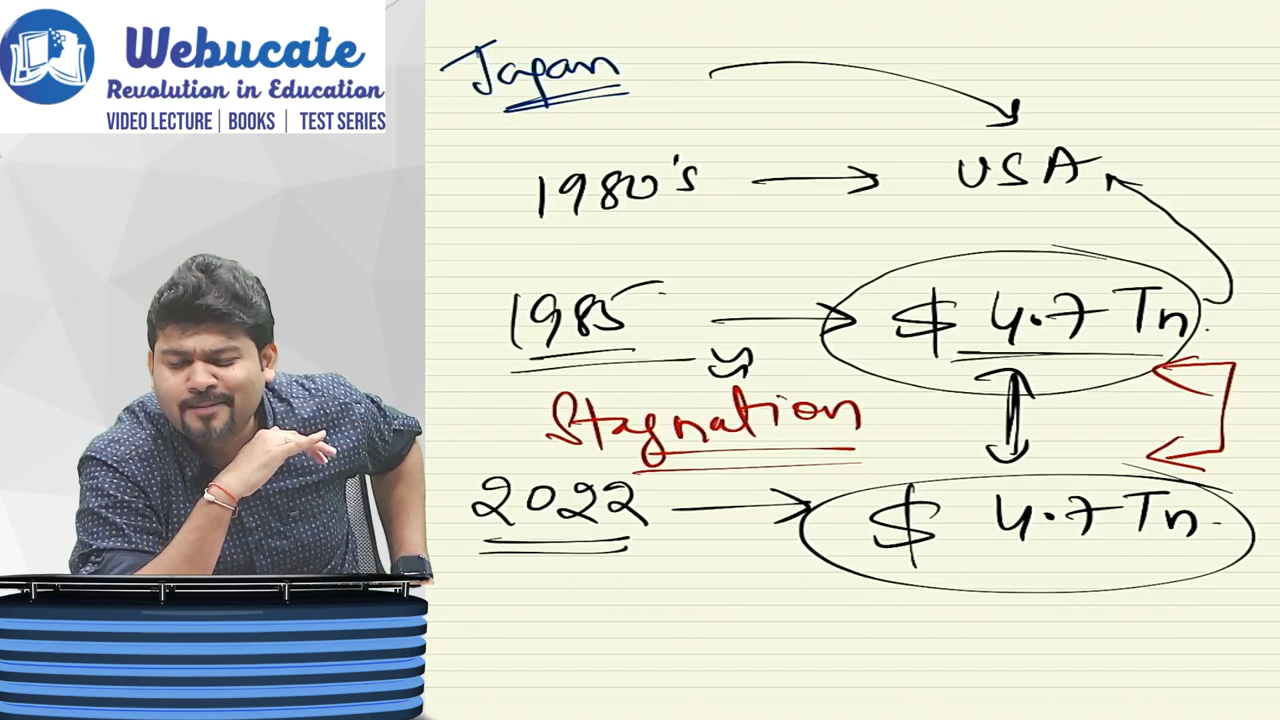 Webucate
Revolution in Education
VIDEO LECTURE | BOOKS | TEST SERIES
Japan
1980's → USA
1985 → $ 4.7 Tn.
Stagnation
2022 → $ 4.7 Tn.